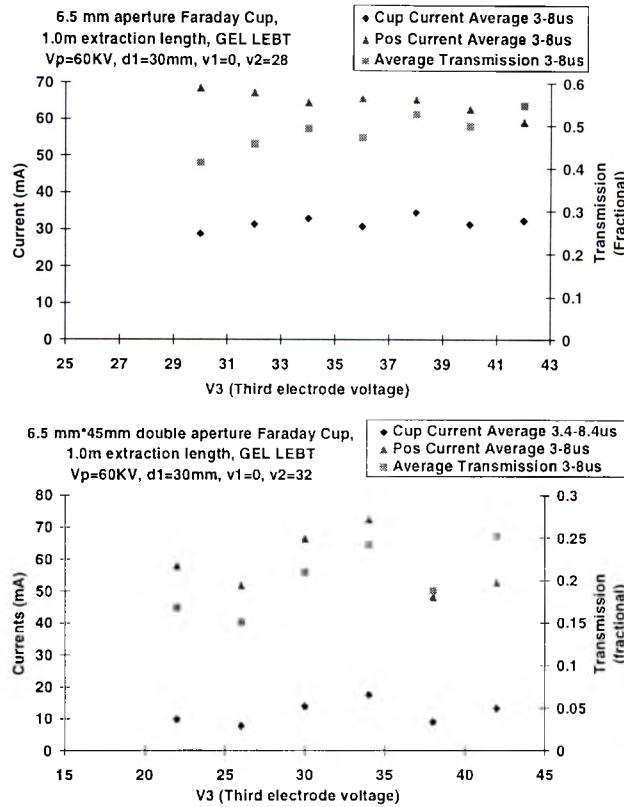 6.5 mm aperture Faraday Cup,
1.0m extraction length, GEL LEBT
Vp=60KV, d1=30mm, v1=0, v2=28
Cup Current Average 3-8us
Pos Current Average 3-8us
Average Transmission 3-8us
70
60
50
40
30
20
10
0
Current (mA)
0.6
0.5
0.4
0.3
0.2
0.1
0
Transmission
(Fractional)
25 27 29 31 33 35 37 39 41 43
V3 (Third electrode voltage)
6.5 mm*45mm double aperture Faraday Cup,
1.0m extraction length, GEL LEBT
Vp=60KV, d1=30mm, v1=0, v2=32
Cup Current Average 3.4-8.4us
Pos Current Average 3-8us
Average Transmission 3-8us
80
70
60
50
40
30
20
10
0
Currents (mA)
0.3
0.25
0.2
0.15
0.1
0.05
0
Transmission
(fractional)
15 20 25 30 35 40 45
V3 (Third electrode voltage)